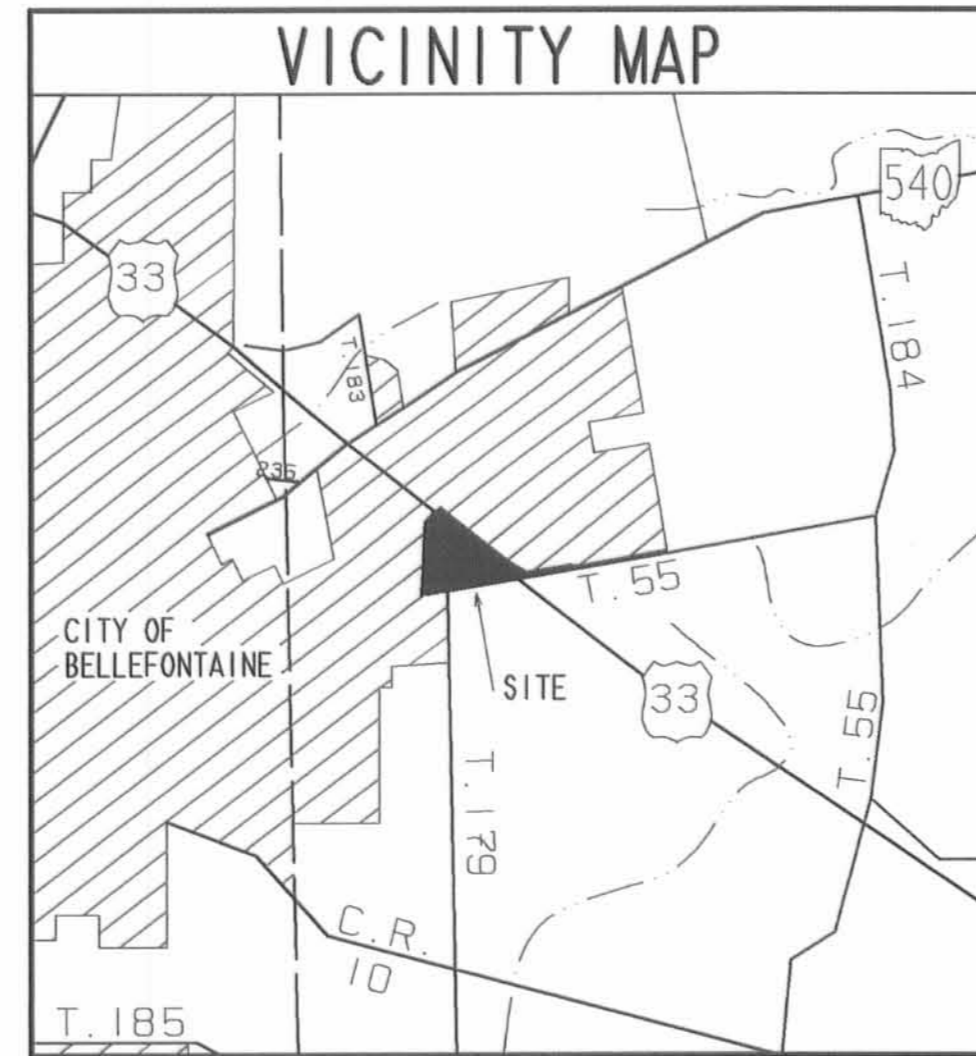 VICINITY MAP
540
33
T. 184
T. 183
236
T. 55
CITY OF
BELLEFONTAINE
SITE
33
T. 55
T. 179
C.R.
10
T. 185